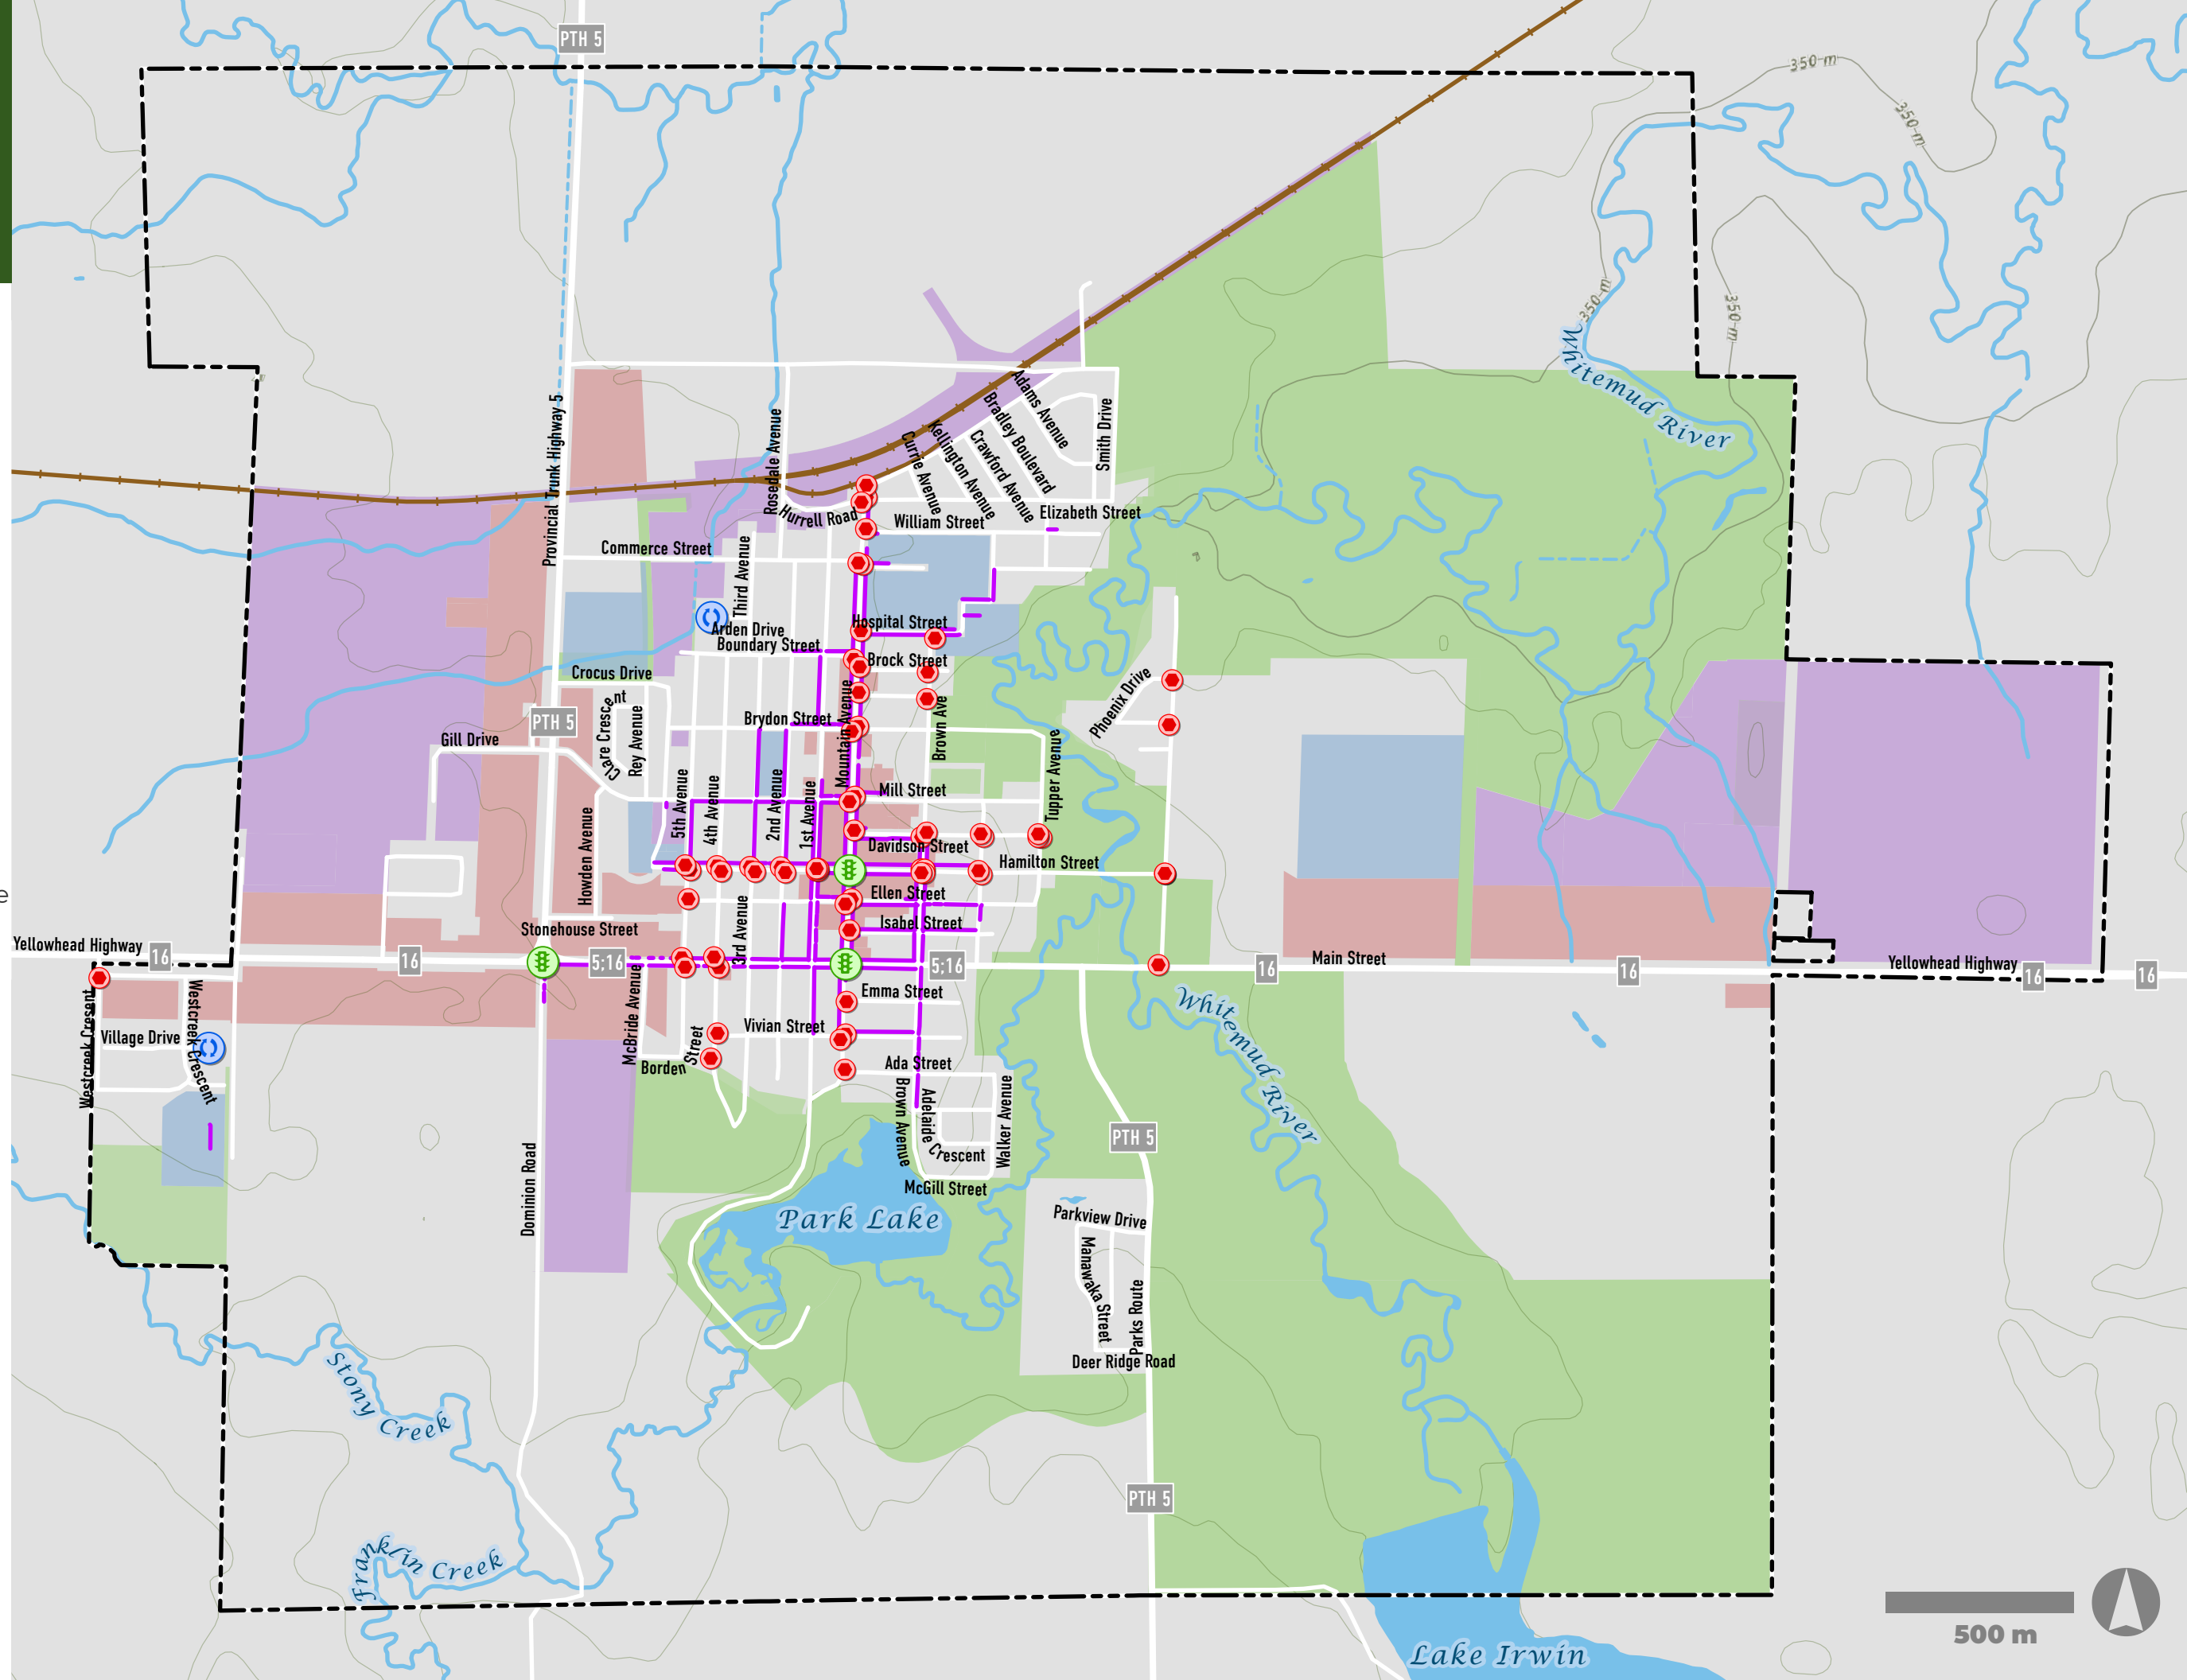 PTH 5
350 m
350 m
350 m
350 m
Whitemud River
Provincial Trunk Highway 5
Rosedale Avenue
Adams Avenue
Bradley Boulevard
Smith Drive
Kellington Avenue
Crawford Avenue
Currie Avenue
Hurrell Road
William Street
Elizabeth Street
Commerce Street
Third Avenue
Hospital Street
Arden Drive
Boundary Street
Brock Street
Crocus Drive
Clare Crescent
Rey Avenue
PTH 5
Brydon Street
Mountain Avenue
Brown Ave
Phoenix Drive
Gill Drive
Tupper Avenue
5th Avenue
4th Avenue
2nd Avenue
1st Avenue
Mill Street
Howden Avenue
Davidson Street
Hamilton Street
e
Ellen Street
3rd Avenue
Isabel Street
Stonehouse Street
Yellowhead Highway
16
16
5;16
5;16
16
Main Street
16
Yellowhead Highway
16
16
Westcreek Crescent
Westcreek Crescent
Village Drive
McBride Avenue
Emma Street
Vivian Street
Borden Street
Ada Street
Whitemud River
Brown Avenue
Adelaide Crescent
Walker Avenue
PTH 5
Dominion Road
McGill Street
Park Lake
Parkview Drive
Manawaka Street
Parks Route
Deer Ridge Road
Stony Creek
PTH 5
Franklin Creek
500 m
Lake Irwin